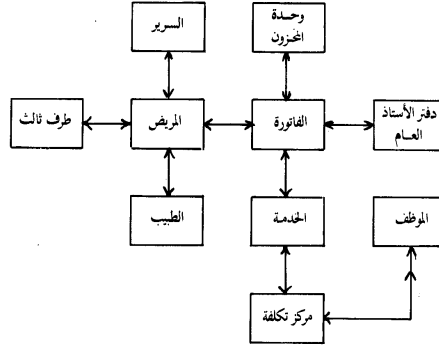 السرير
وحدة
المخزون
طرف ثالث
المريض
الفاتورة
دفتر الأستاذ
العام
الطبيب
الخدمة
الموظف
مركز تكلفة